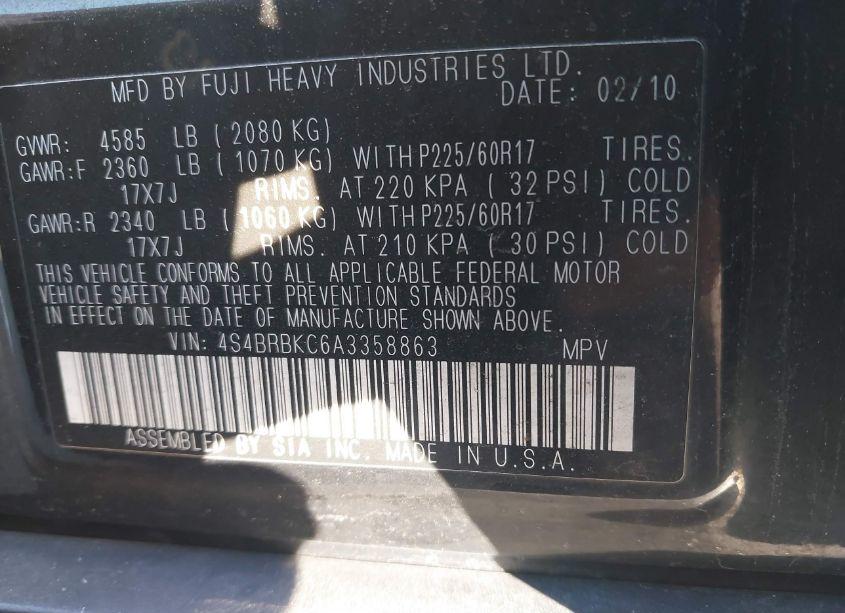 MFD BY FUJI HEAVY INDUSTRIES LTD.
DATE: 02/10
GVWR: 4585 LB (2080 KG)
GAWR:F 2360 LB (1070 KG) WITH P225/60R17 TIRES.
17X7J RIMS. AT 220 KPA (32 PSI) COLD
GAWR:R 2340 LB (1060 KG) WITH P225/60R17 TIRES.
17X7J RIMS. AT 210 KPA (30 PSI) COLD
THIS VEHICLE CONFORMS TO ALL APPLICABLE FEDERAL MOTOR
VEHICLE SAFETY AND THEFT PREVENTION STANDARDS
IN EFFECT ON THE DATE OF MANUFACTURE SHOWN ABOVE.
VIN: 4S4BRBKC6A3358863 MPV
ASSEMBLED BY SIA INC. MADE IN U.S.A.